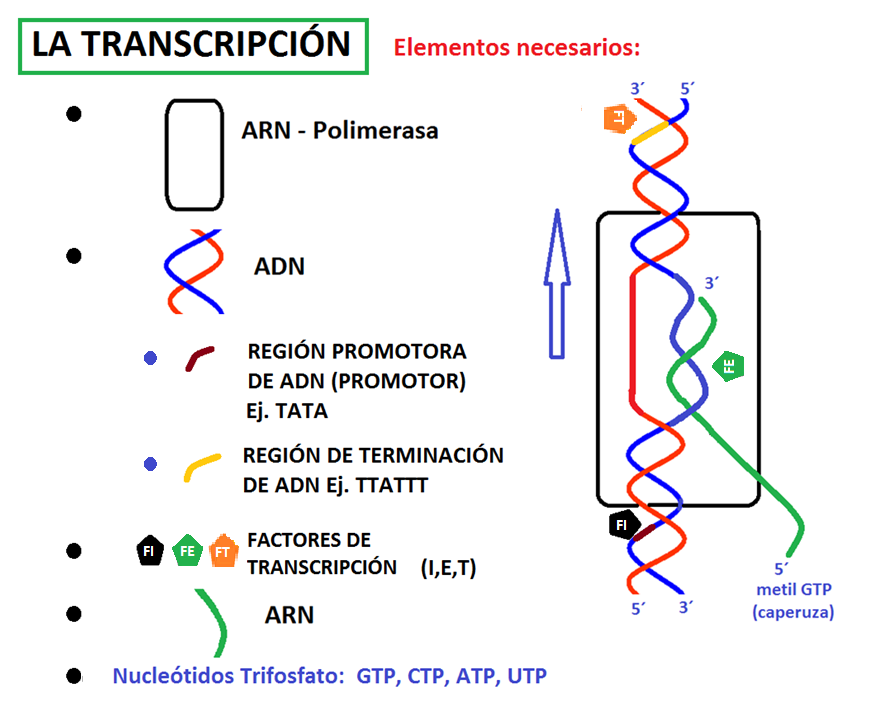 LA TRANSCRIPCIÓN
Elementos necesarios:
ARN - Polimerasa
ADN
REGIÓN PROMOTORA
DE ADN (PROMOTOR)
Ej. TATA
REGIÓN DE TERMINACIÓN
DE ADN Ej. TTATTT
FI FE FT
FACTORES DE
TRANSCRIPCIÓN (I,E,T)
ARN
Nucleótidos Trifosfato: GTP, CTP, ATP, UTP
3´ 5´
FT
3´
FE
FI
5´
metil GTP
(caperuza)
5´ 3´